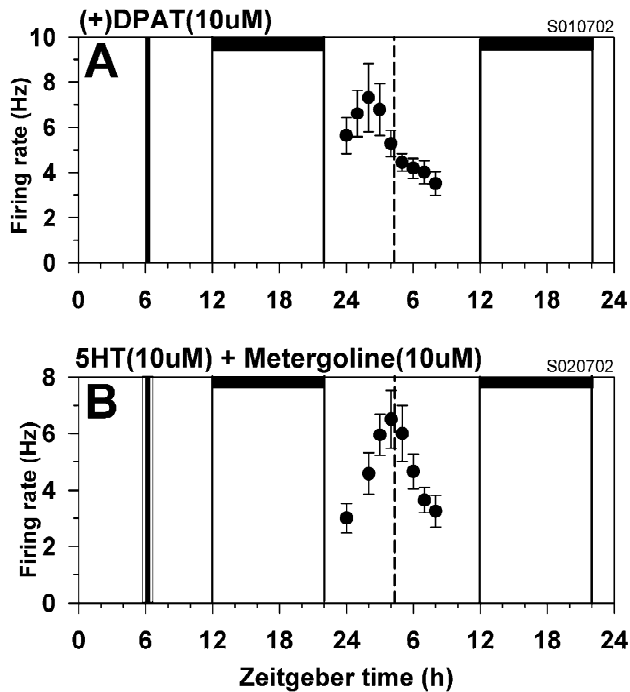 (+)DPAT(10uM)
S010702
A
10
8
6
4
2
0
Firing rate (Hz)
0 6 12 18 24 6 12 18 24
5HT(10uM) + Metergoline(10uM)
S020702
B
8
6
4
2
0
Firing rate (Hz)
0 6 12 18 24 6 12 18 24
Zeitgeber time (h)